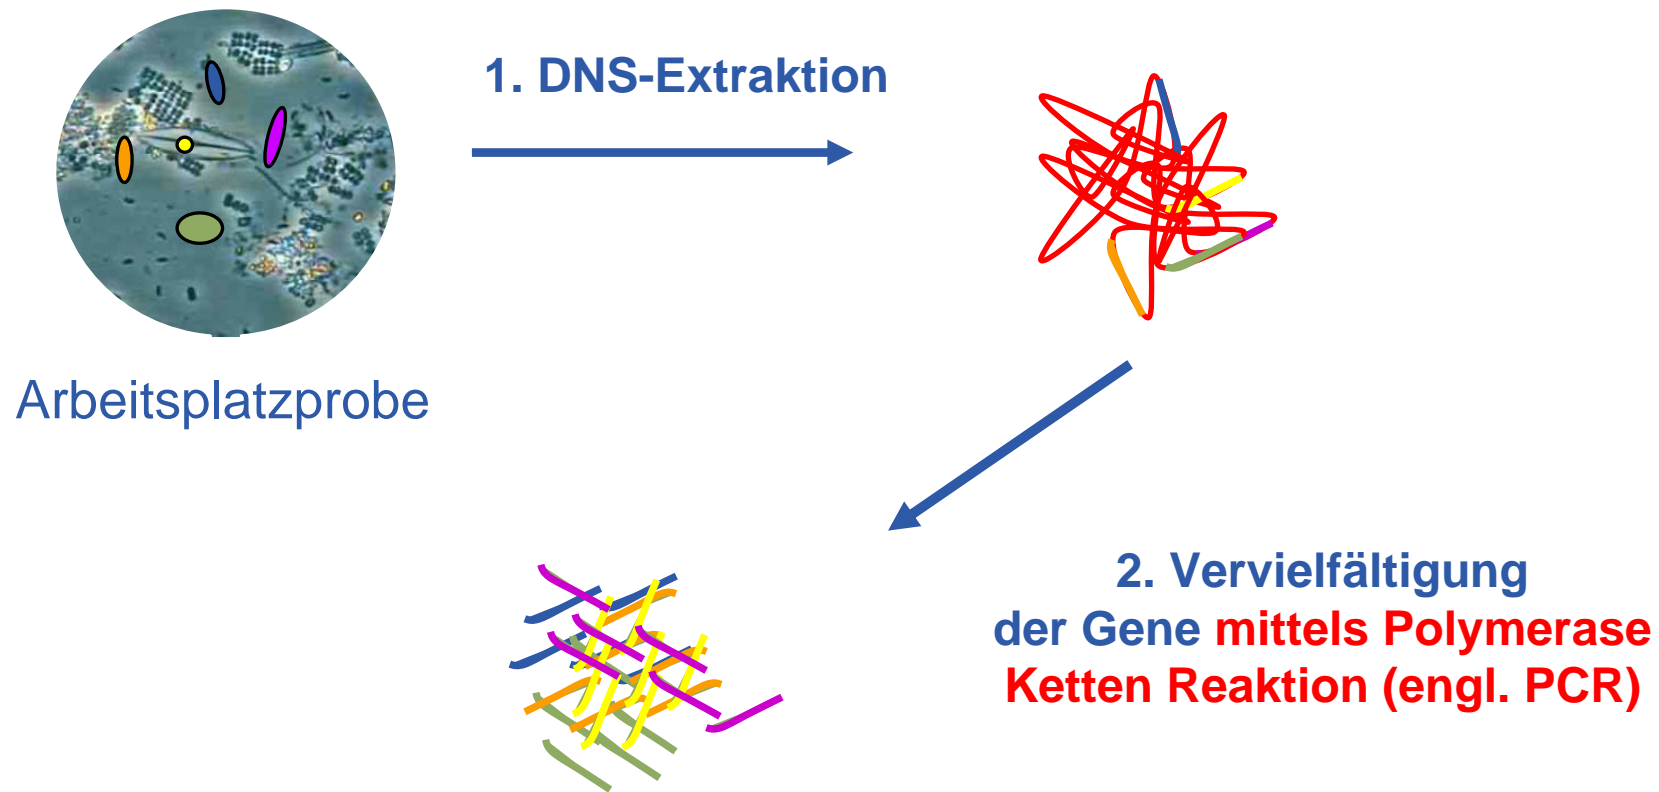 1. DNS-Extraktion
Arbeitsplatzprobe
2. Vervielfältigung
der Gene mittels Polymerase
Ketten Reaktion (engl. PCR)